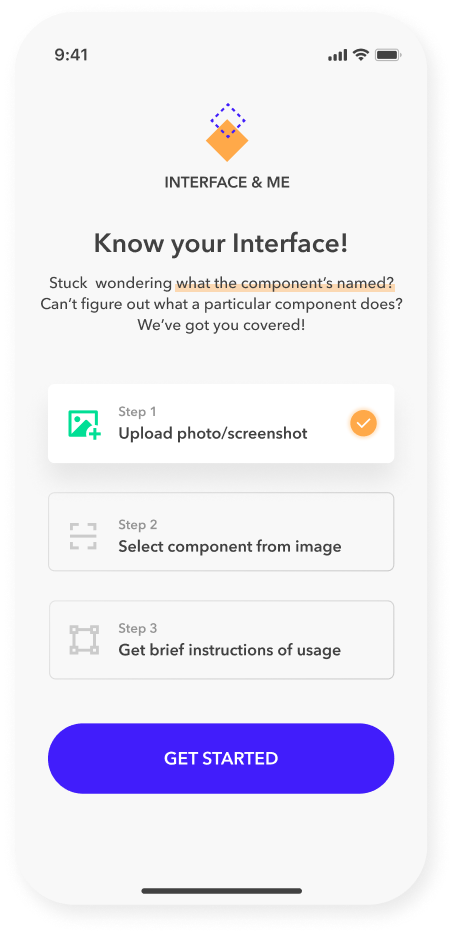 9:41
INTERFACE & ME
Know your Interface!
Stuck wondering what the component's named?
Can't figure out what a particular component does?
We've got you covered!
Step 1
Upload photo/screenshot
Step 2
Select component from image
Step 3
Get brief instructions of usage
GET STARTED